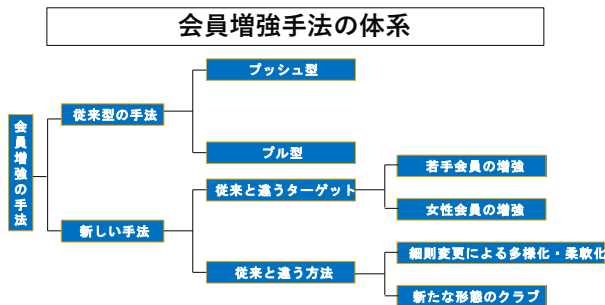 会員増強手法の体系
プッシュ型
従来型の手法
会員増強の手法
プル型
若手会員の増強
従来と違うターゲット
女性会員の増強
新しい手法
細則変更による多様化・柔軟化
従来と違う方法
新たな形態のクラブ